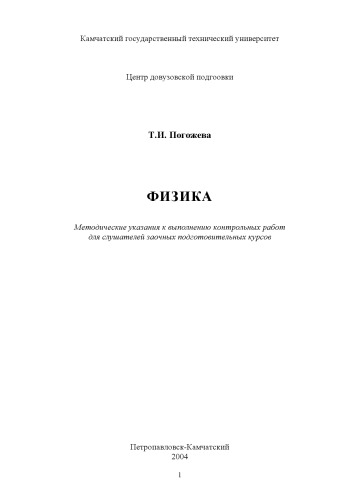 Камчатский государственный технический университет
Центр довузовской подгоовки
Т.И. Погожева
ФИЗИКА
Методические указания к выполнению контрольных работ
для слушателей заочных подготовительных курсов
Петропавловск-Камчатский
2004
1